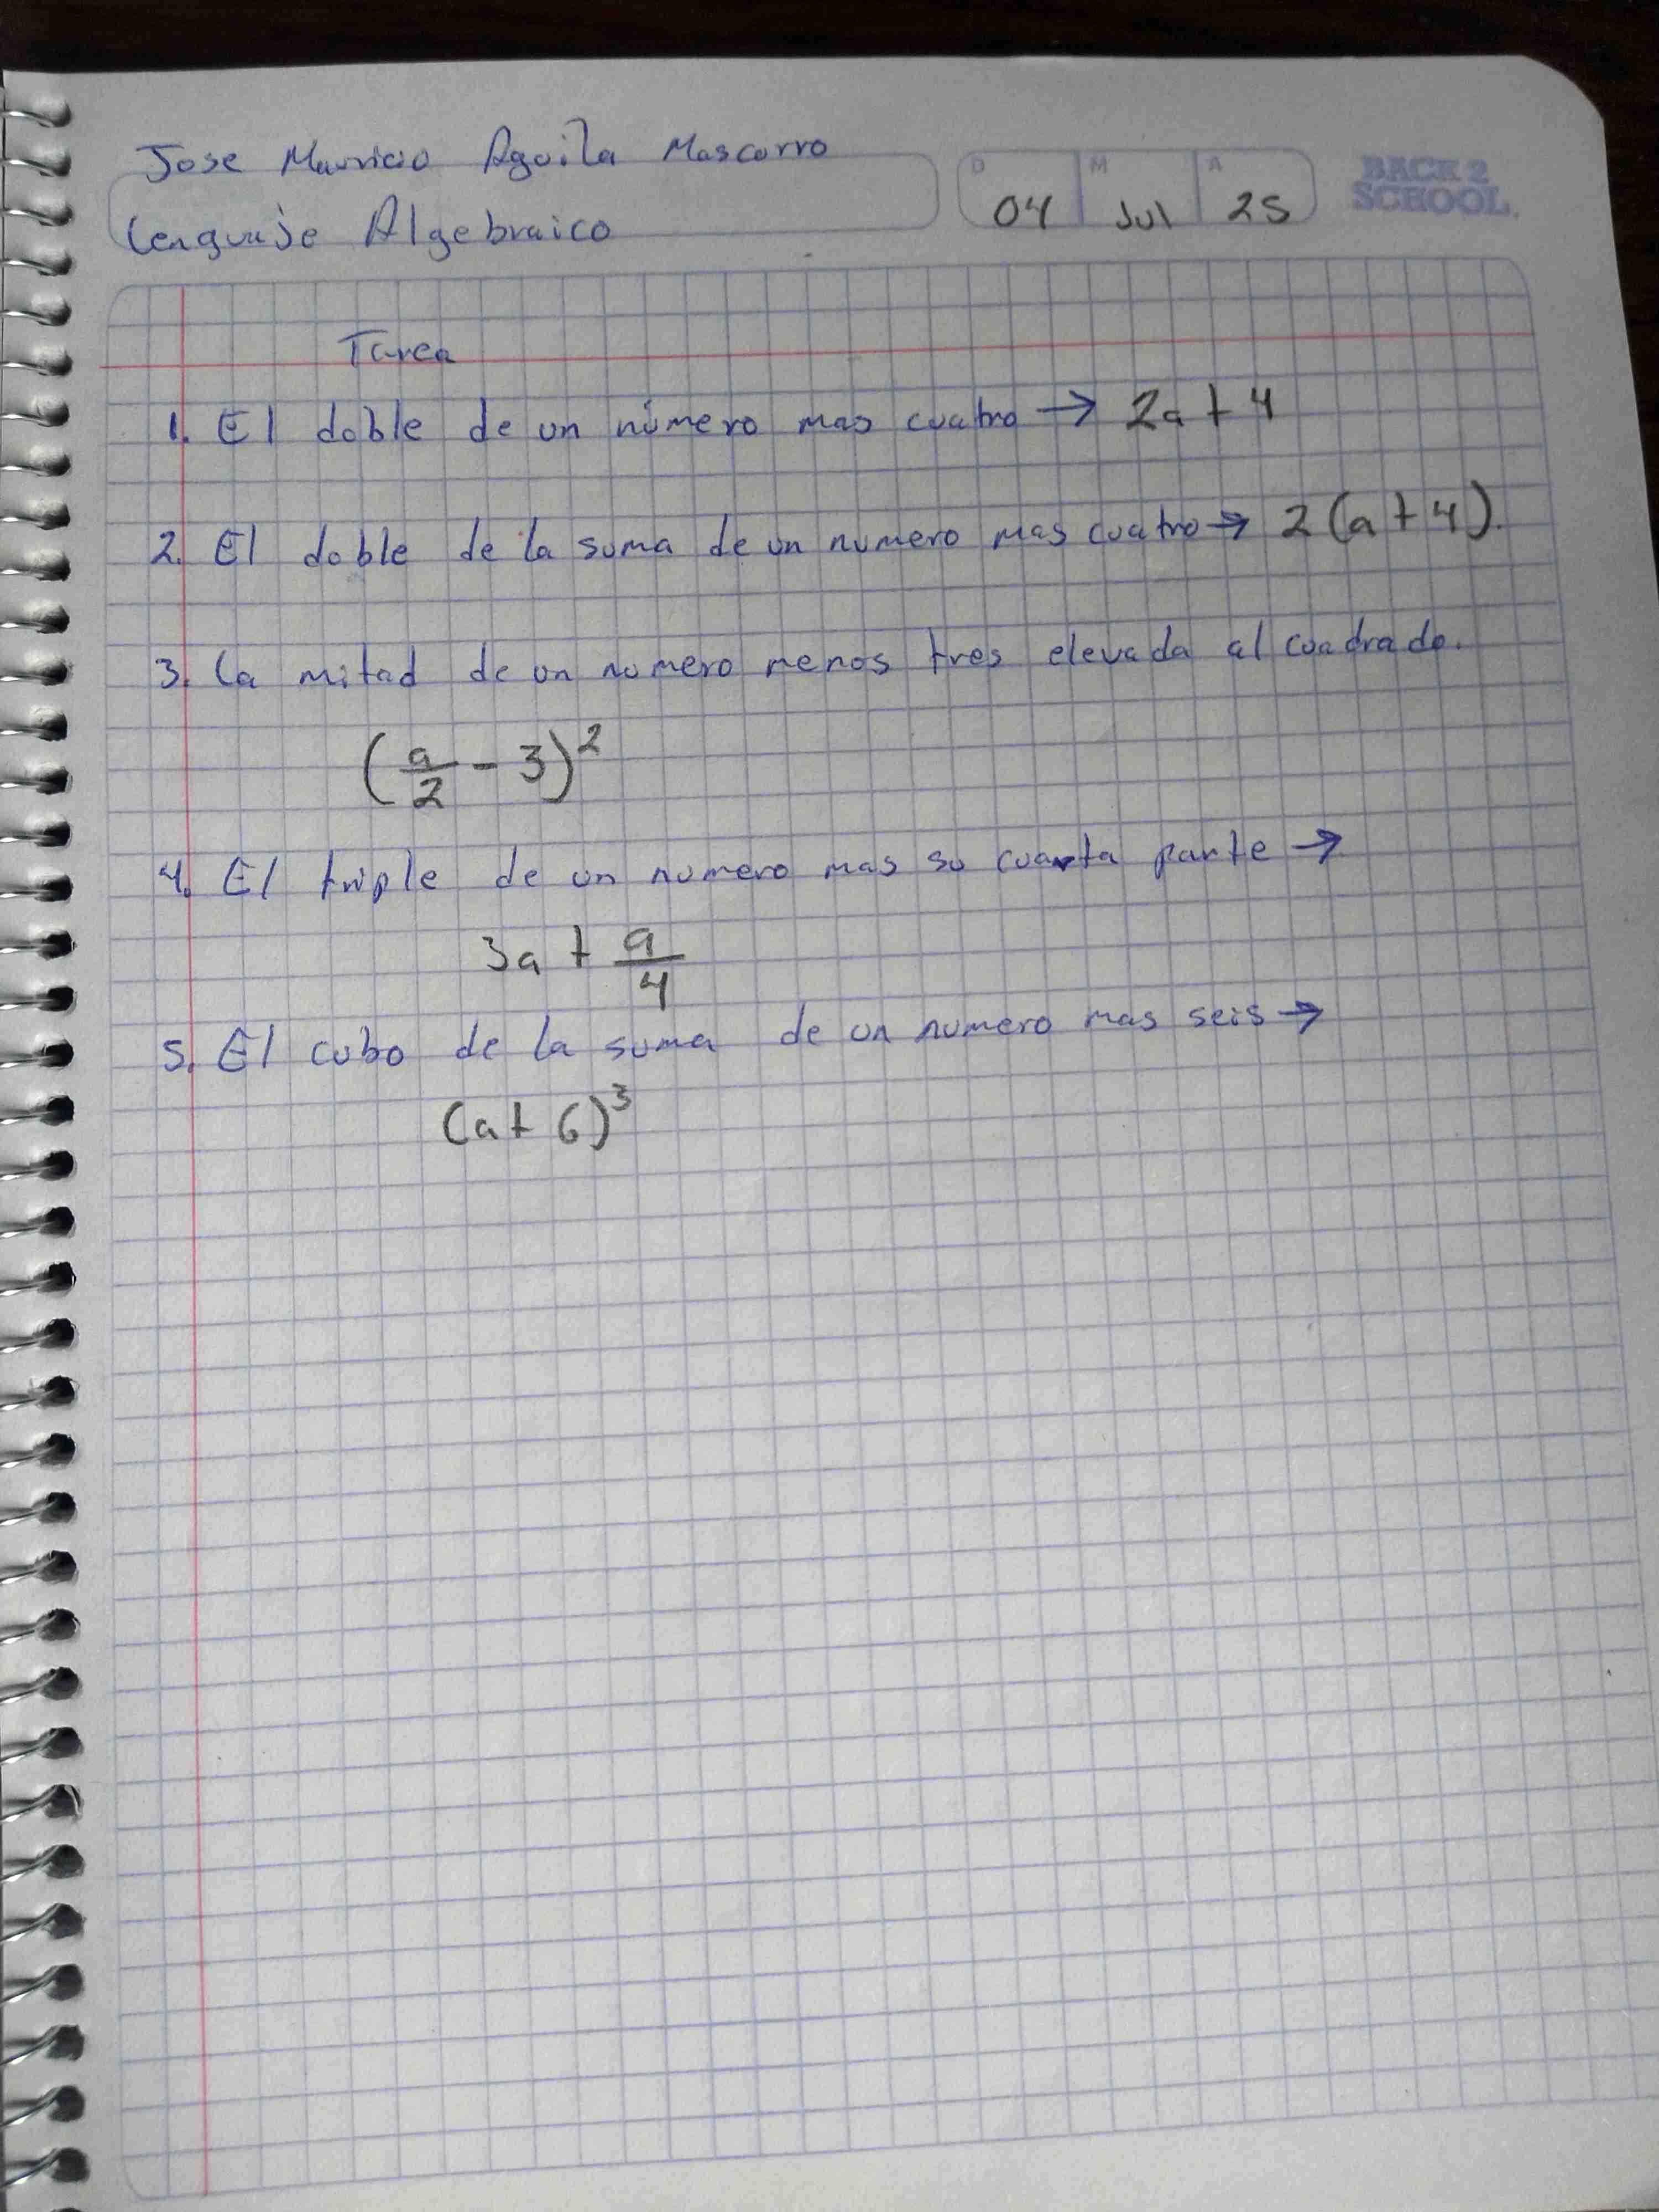 Jose Mauricio Aguila Mascorro
D M A
04 Jul 25
BACK 2
SCHOOL
Lenguaje Algebraico
Tarea
1. El doble de un número mas cuatro → 2a + 4
2. El doble de la suma de un numero mas cuatro → 2 (a + 4).
3. La mitad de un numero menos tres elevada al cuadrado.
(a/2 - 3)²
4. El triple de un numero mas su cuarta parte →
3a + a/4
5. El cubo de la suma de un numero mas seis →
(a + 6)³